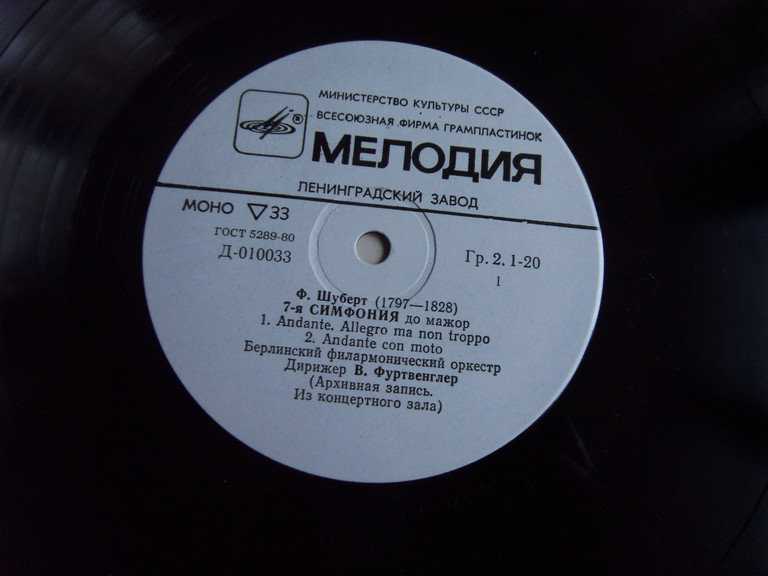 ®
МИНИСТЕРСТВО КУЛЬТУРЫ СССР
ВСЕСОЮЗНАЯ ФИРМА ГРАМПЛАСТИНОК
МЕЛОДИЯ
ЛЕНИНГРАДСКИЙ ЗАВОД
МОНО ▽ 33
ГОСТ 5289-80
Д-010033
Гр. 2. 1-20
1
Ф. Шуберт (1797—1828)
7-я СИМФОНИЯ до мажор
1. Andante. Allegro ma non troppo
2. Andante con moto
Берлинский филармонический оркестр
Дирижер В. Фуртвенглер
(Архивная запись.
Из концертного зала)